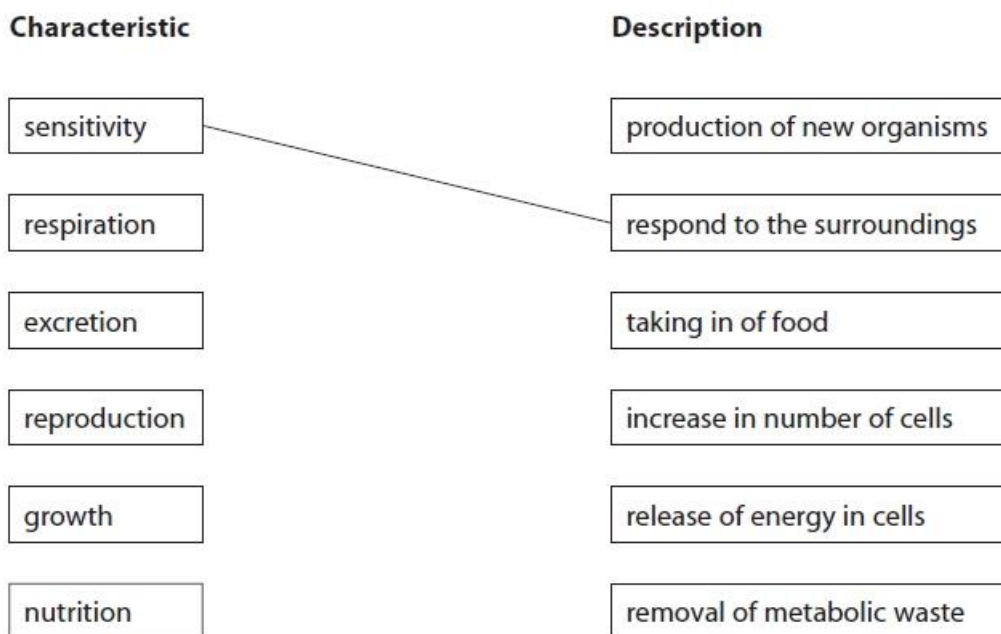 Characteristic Description
sensitivity production of new organisms
respiration respond to the surroundings
excretion taking in of food
reproduction increase in number of cells
growth release of energy in cells
nutrition removal of metabolic waste